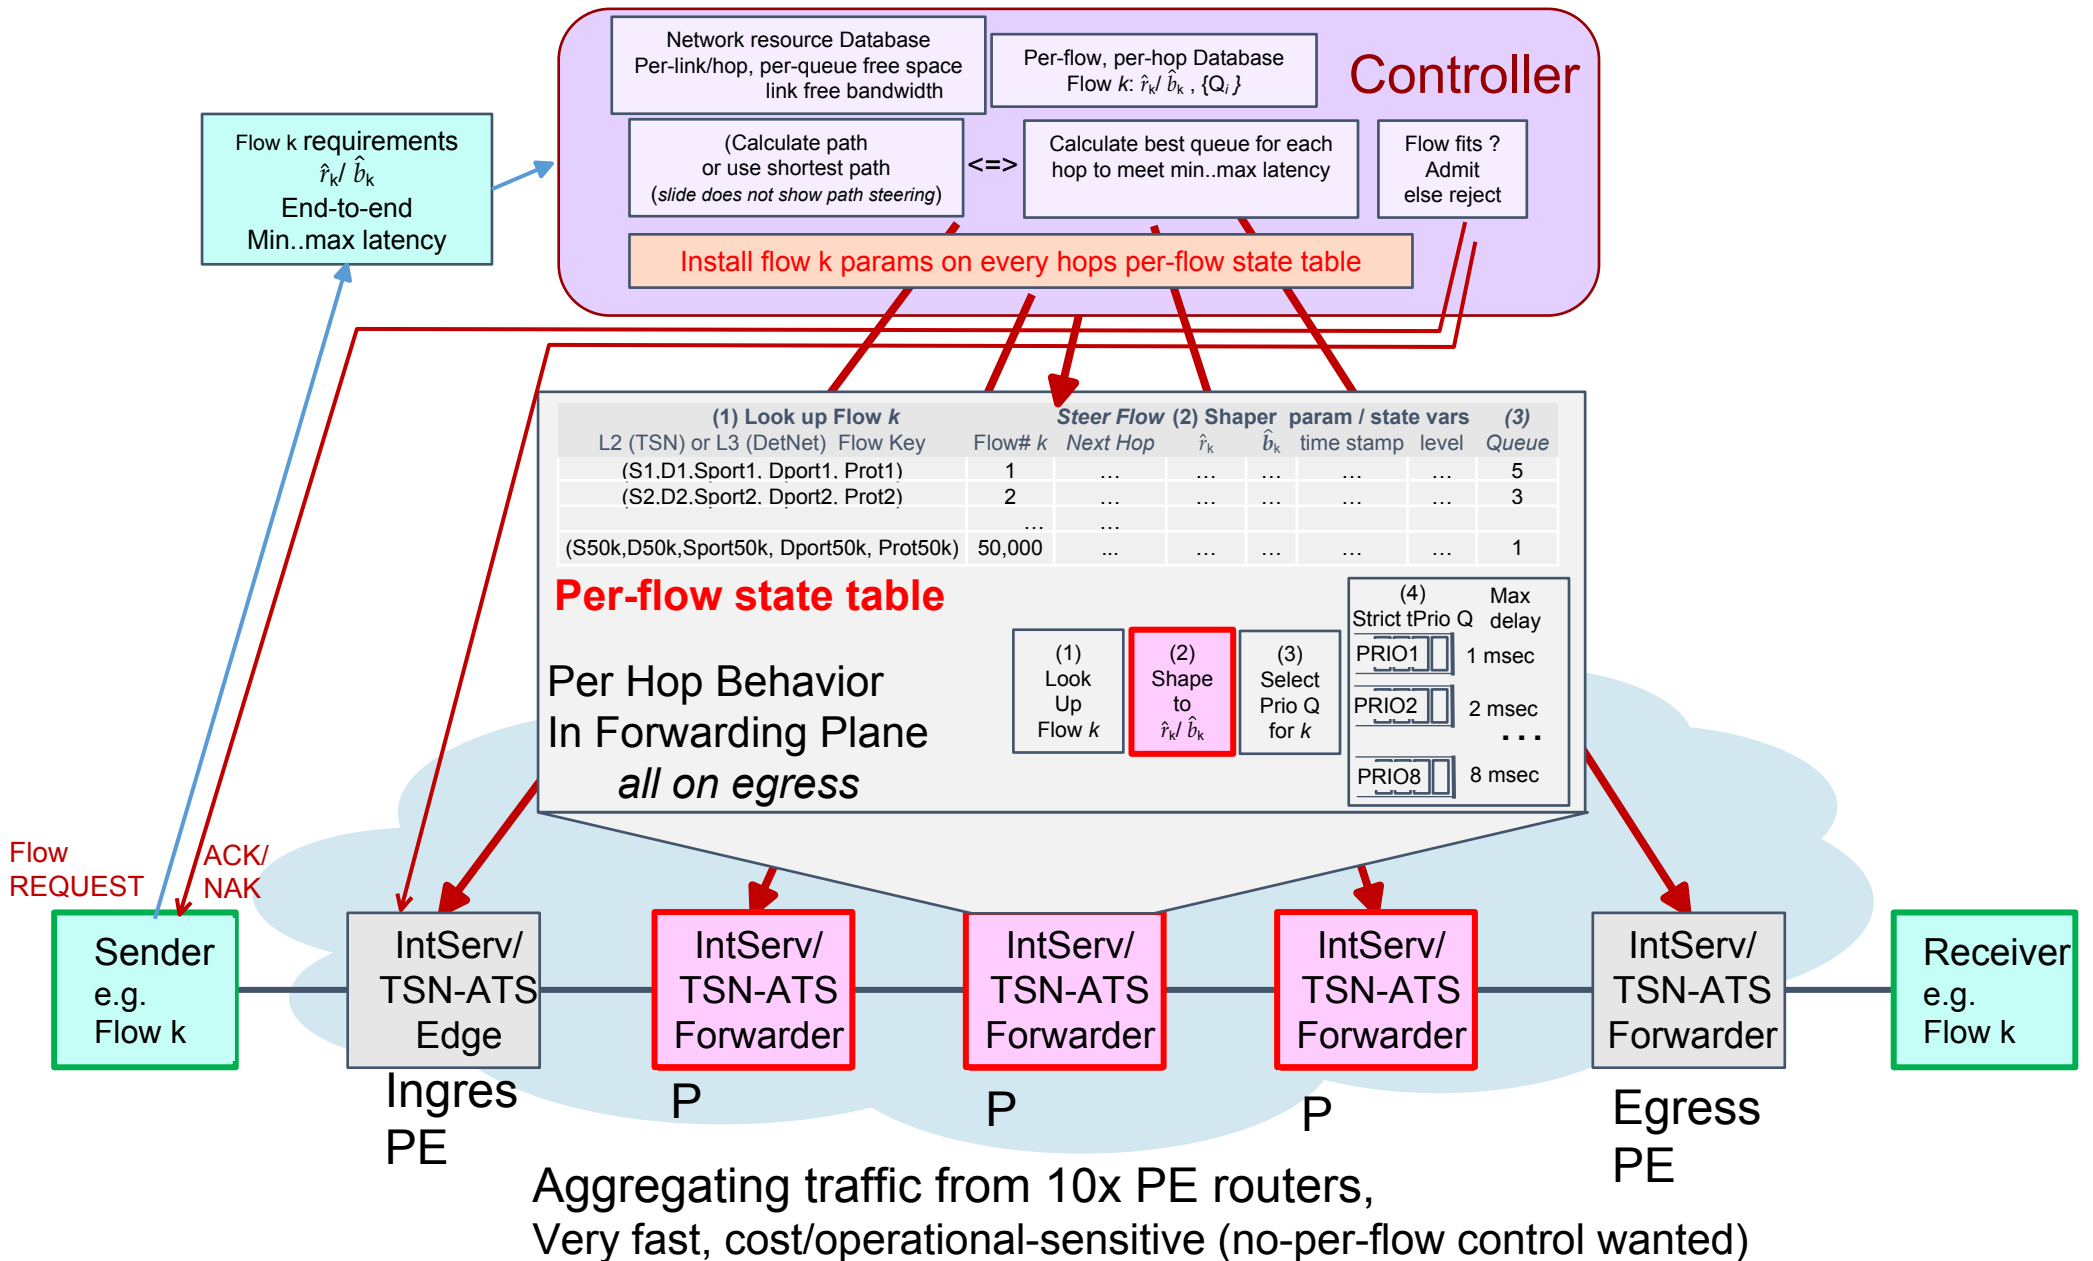 Network resource Database
Per-link/hop, per-queue free space
link free bandwidth
Per-flow, per-hop Database
Flow k: r̂k/ b̂k , {Qi}
Controller
Flow k requirements
r̂k/ b̂k
End-to-end
Min..max latency
(Calculate path
or use shortest path
(slide does not show path steering)
<=>
Calculate best queue for each
hop to meet min..max latency
Flow fits ?
Admit
else reject
Install flow k params on every hops per-flow state table
(1) Look up Flow k Steer Flow (2) Shaper param / state vars (3)
L2 (TSN) or L3 (DetNet) Flow Key Flow# k Next Hop r̂k b̂k time stamp level Queue
(S1,D1,Sport1, Dport1, Prot1) 1 … … … … … 5
(S2,D2,Sport2, Dport2, Prot2) 2 … … … … … 3
… …
(S50k,D50k,Sport50k, Dport50k, Prot50k) 50,000 ... … … … … 1
Per-flow state table
Per Hop Behavior
In Forwarding Plane
all on egress
(1)
Look
Up
Flow k
(2)
Shape
to
r̂k/ b̂k
(3)
Select
Prio Q
for k
(4) Max
Strict tPrio Q delay
PRIO1 1 msec
PRIO2 2 msec
...
PRIO8 8 msec
Flow
REQUEST
ACK/
NAK
Sender
e.g.
Flow k
IntServ/
TSN-ATS
Edge
IntServ/
TSN-ATS
Forwarder
IntServ/
TSN-ATS
Forwarder
IntServ/
TSN-ATS
Forwarder
IntServ/
TSN-ATS
Forwarder
Receiver
e.g.
Flow k
Ingres
PE
P
P
P
Egress
PE
Aggregating traffic from 10x PE routers,
Very fast, cost/operational-sensitive (no-per-flow control wanted)